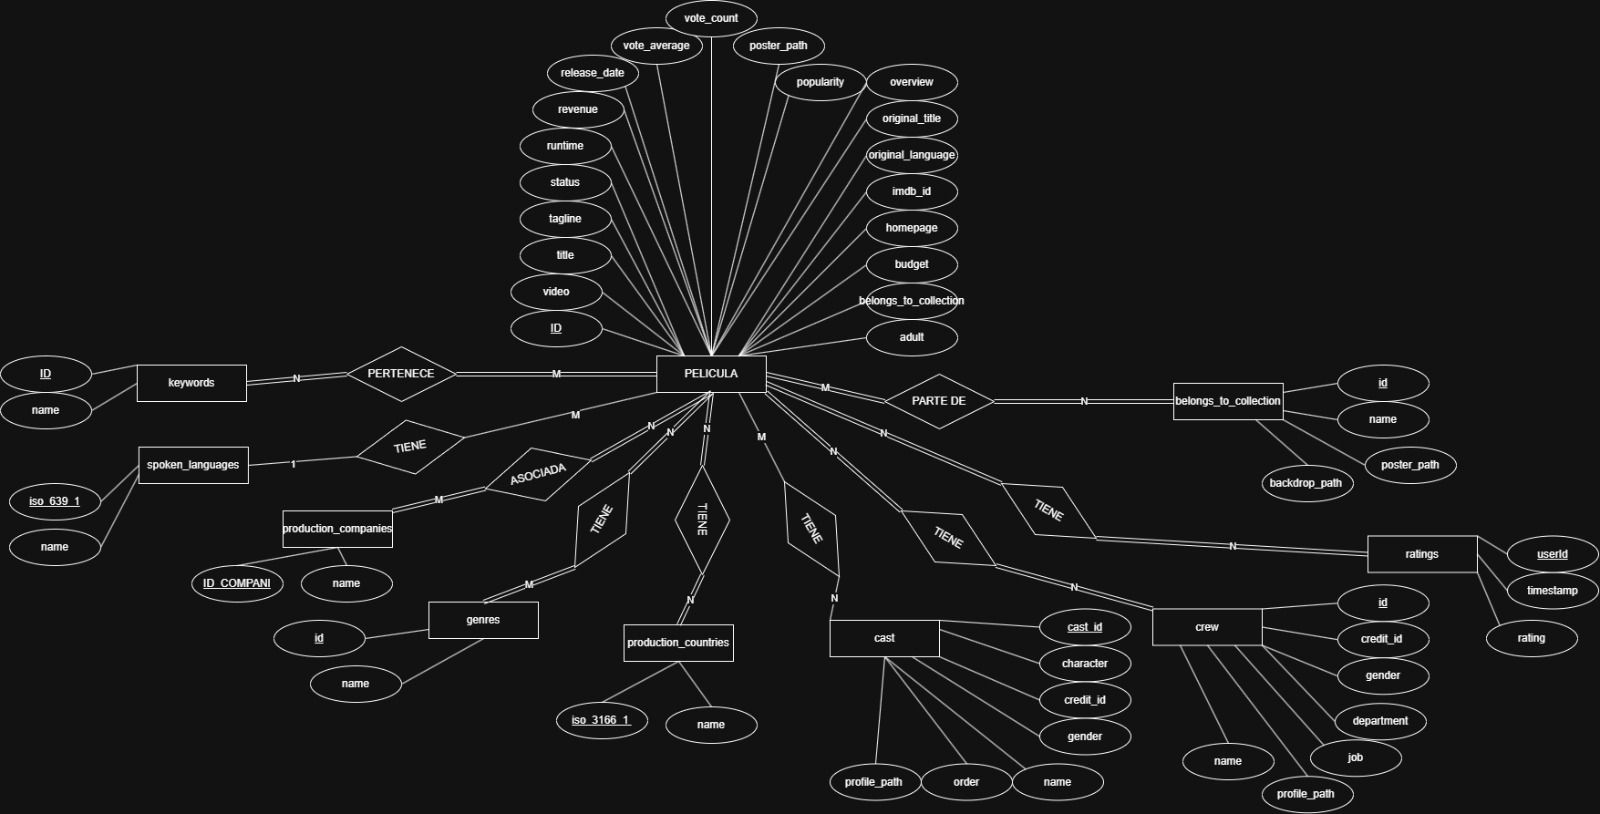 vote_count
vote_average
poster_path
release_date
popularity
overview
revenue
original_title
runtime
original_language
status
imdb_id
tagline
homepage
title
budget
video
belongs_to_collection
ID
adult
ID
keywords
N
PERTENECE
M
PELICULA
M
PARTE DE
N
belongs_to_collection
id
name
name
poster_path
backdrop_path
spoken_languages
1
TIENE
M
iso_639_1
name
production_companies
M
ASOCIADA
N
ID_COMPANI
name
genres
M
TIENE
N
id
name
production_countries
N
TIENE
N
iso_3166_1
name
M
TIENE
N
cast
cast_id
character
credit_id
gender
profile_path
order
name
N
TIENE
N
crew
id
credit_id
gender
department
job
name
profile_path
N
TIENE
N
ratings
userId
timestamp
rating